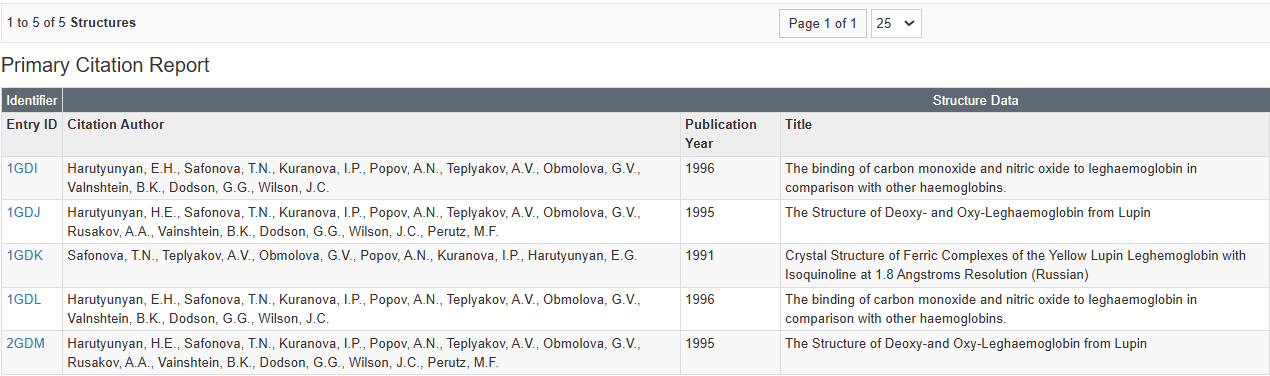 1 to 5 of 5 Structures
Page 1 of 1
25
Primary Citation Report
Identifier
Structure Data
Entry ID
Citation Author
Publication
Year
Title
1GDI
Harutyunyan, E.H., Safonova, T.N., Kuranova, I.P., Popov, A.N., Teplyakov, A.V., Obmolova, G.V.,
Valnshtein, B.K., Dodson, G.G., Wilson, J.C.
1996
The binding of carbon monoxide and nitric oxide to leghaemoglobin in
comparison with other haemoglobins.
1GDJ
Harutyunyan, H.E., Safonova, T.N., Kuranova, I.P., Popov, A.N., Teplyakov, A.V., Obmolova, G.V.,
Rusakov, A.A., Vainshtein, B.K., Dodson, G.G., Wilson, J.C., Perutz, M.F.
1995
The Structure of Deoxy- and Oxy-Leghaemoglobin from Lupin
1GDK
Safonova, T.N., Teplyakov, A.V., Obmolova, G.V., Popov, A.N., Kuranova, I.P., Harutyunyan, E.G.
1991
Crystal Structure of Ferric Complexes of the Yellow Lupin Leghemoglobin with
Isoquinoline at 1.8 Angstroms Resolution (Russian)
1GDL
Harutyunyan, E.H., Safonova, T.N., Kuranova, I.P., Popov, A.N., Teplyakov, A.V., Obmolova, G.V.,
Valnshtein, B.K., Dodson, G.G., Wilson, J.C.
1996
The binding of carbon monoxide and nitric oxide to leghaemoglobin in
comparison with other haemoglobins.
2GDM
Harutyunyan, H.E., Safonova, T.N., Kuranova, I.P., Popov, A.N., Teplyakov, A.V., Obmolova, G.V.,
Rusakov, A.A., Vainshtein, B.K., Dodson, G.G., Wilson, J.C., Perutz, M.F.
1995
The Structure of Deoxy-and Oxy-Leghaemoglobin from Lupin